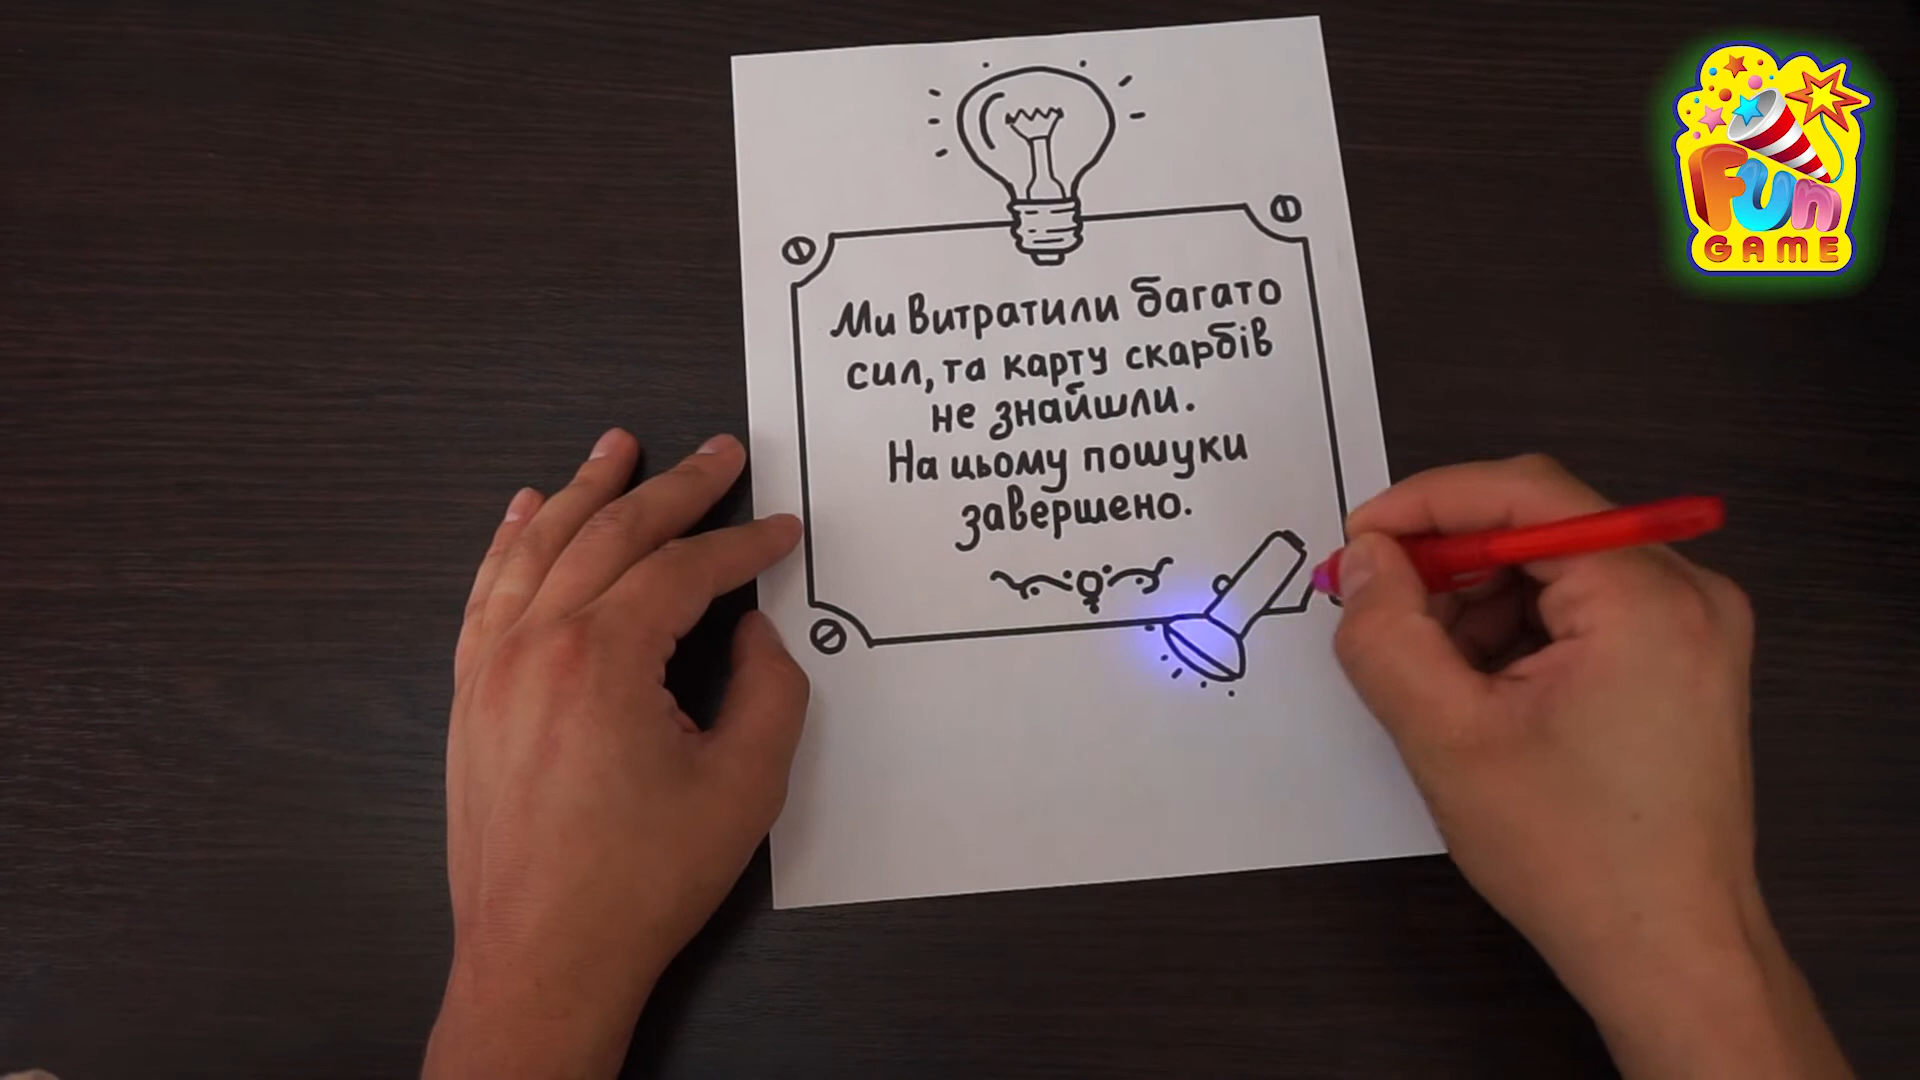 Ми витратили багато
сил, та карту скарбів
не знайшли.
На цьому пошуки
завершено.
Fun
GAME